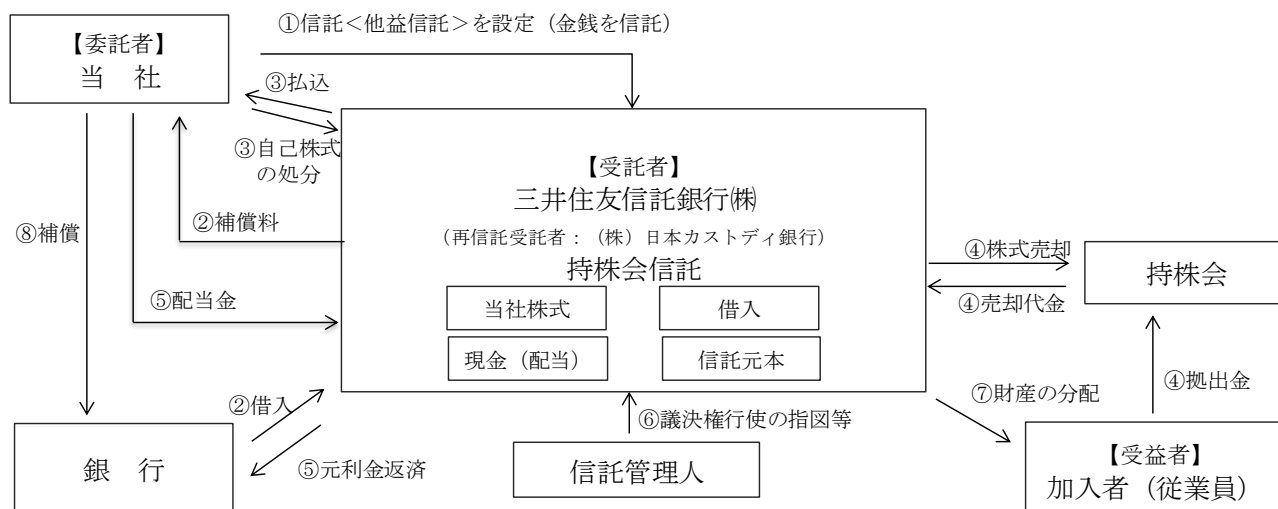 ①信託＜他益信託＞を設定（金銭を信託）
【委託者】
当　社
③払込
③自己株式
の処分
【受託者】
三井住友信託銀行㈱
（再信託受託者：（株）日本カストディ銀行）
持株会信託
②補償料
⑧補償
④株式売却
持株会
⑤配当金
当社株式
借入
④売却代金
現金（配当）
信託元本
④拠出金
⑦財産の分配
②借入
⑥議決権行使の指図等
銀　行
⑤元利金返済
信託管理人
【受益者】
加入者（従業員）